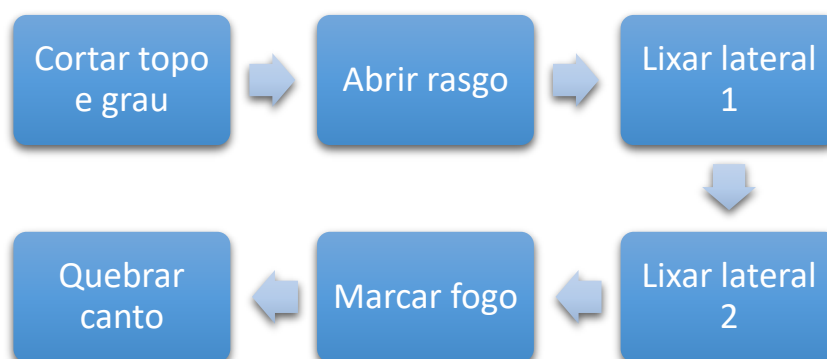 Cortar topo
e grau
Abrir rasgo
Lixar lateral
1
Lixar lateral
2
Marcar fogo
Quebrar
canto